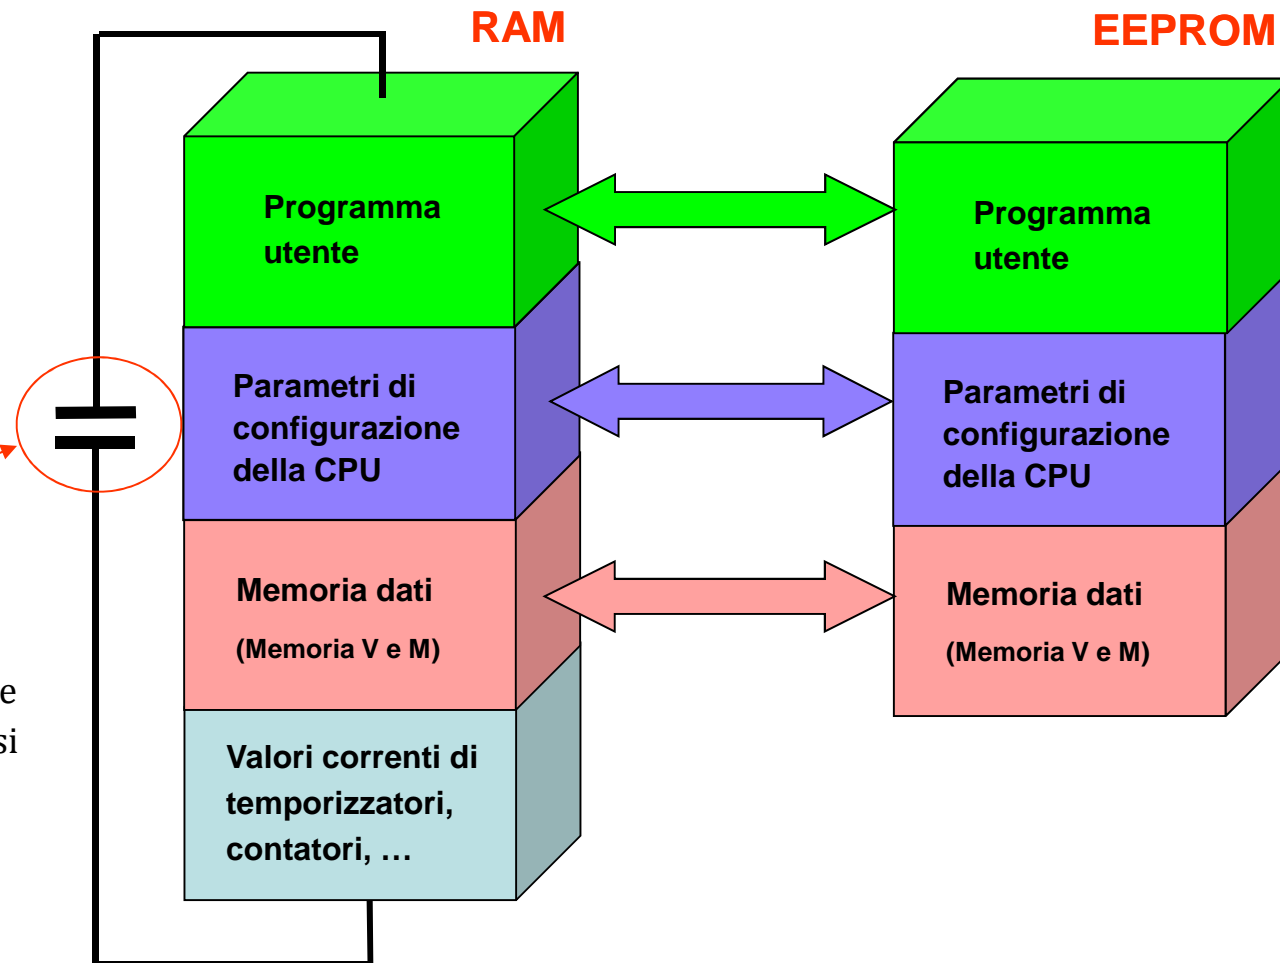 RAM
EEPROM
Programma
utente
Programma
utente
Parametri di
configurazione
della CPU
Parametri di
configurazione
della CPU
Memoria dati
(Memoria V e M)
Memoria dati
(Memoria V e M)
e
si
Valori correnti di
temporizzatori,
contatori, …